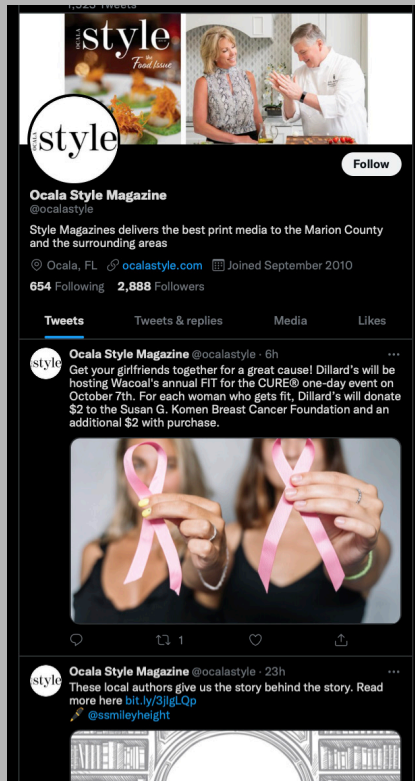 1,523 Tweets
OCALA
style
the
Food Issue
OCALA
style
Follow
Ocala Style Magazine
@ocalastyle
Style Magazines delivers the best print media to the Marion County
and the surrounding areas
Ocala, FL ocalastyle.com Joined September 2010
654 Following 2,888 Followers
Tweets Tweets & replies Media Likes
style
Ocala Style Magazine @ocalastyle · 6h
Get your girlfriends together for a great cause! Dillard's will be
hosting Wacoal's annual FIT for the CURE® one-day event on
October 7th. For each woman who gets fit, Dillard's will donate
$2 to the Susan G. Komen Breast Cancer Foundation and an
additional $2 with purchase.
1
style
Ocala Style Magazine @ocalastyle · 23h
These local authors give us the story behind the story. Read
more here bit.ly/3jlgLQp
@ssmileyheight